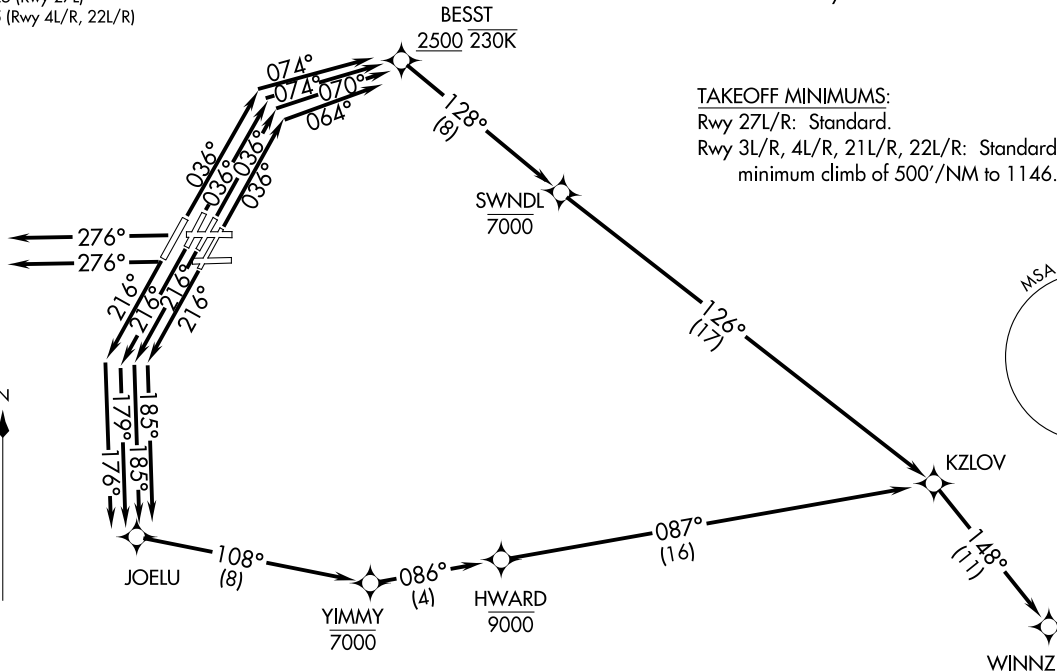 (Rwy 4L/R, 22L/R)
BESST
2500 230K
074°
074°
070°
064°
128°
(8)
TAKEOFF MINIMUMS:
Rwy 27L/R: Standard.
Rwy 3L/R, 4L/R, 21L/R, 22L/R: Standard
minimum climb of 500'/NM to 1146.
036°
036°
036°
036°
SWNDL
7000
276°
276°
216°
216°
216°
216°
MSA
126°
(17)
179°
185°
176°
185°
KZLOV
087°
(16)
148°
(11)
JOELU
108°
(8)
086°
(4)
YIMMY
7000
HWARD
9000
WINNZ